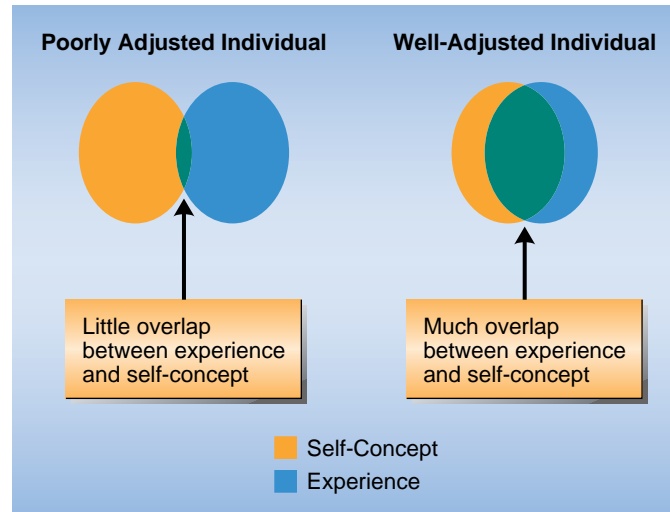 Poorly Adjusted Individual
Well-Adjusted Individual
Little overlap
between experience
and self-concept
Much overlap
between experience
and self-concept
Self-Concept
Experience